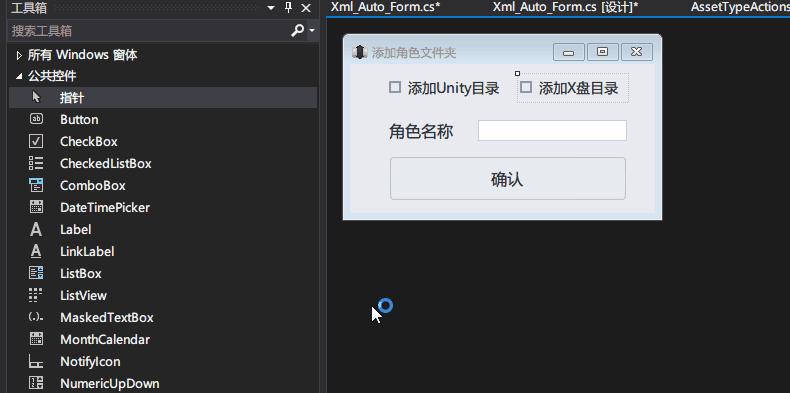 工具箱
搜索工具箱
所有 Windows 窗体
公共控件
指针
Button
CheckBox
CheckedListBox
ComboBox
DateTimePicker
Label
LinkLabel
ListBox
ListView
MaskedTextBox
MonthCalendar
NotifyIcon
NumericUpDown
Xml_Auto_Form.cs*
Xml_Auto_Form.cs [设计]*
AssetTypeActions
添加角色文件夹
添加Unity目录
添加X盘目录
角色名称
确认